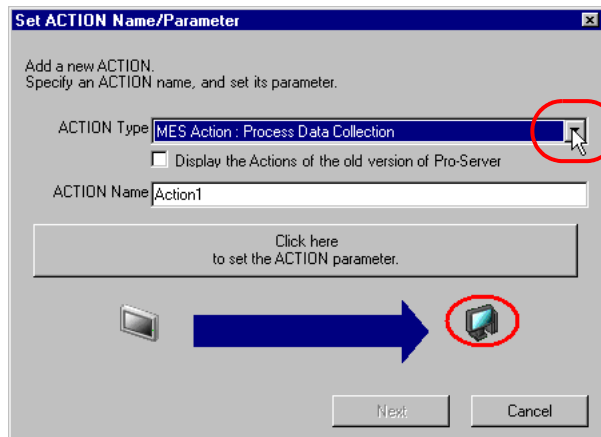 Set ACTION Name/Parameter
Add a new ACTION.
Specify an ACTION name, and set its parameter.
ACTION Type MES Action : Process Data Collection
Display the Actions of the old version of Pro-Server
ACTION Name Action1
Click here
to set the ACTION parameter.
Next Cancel